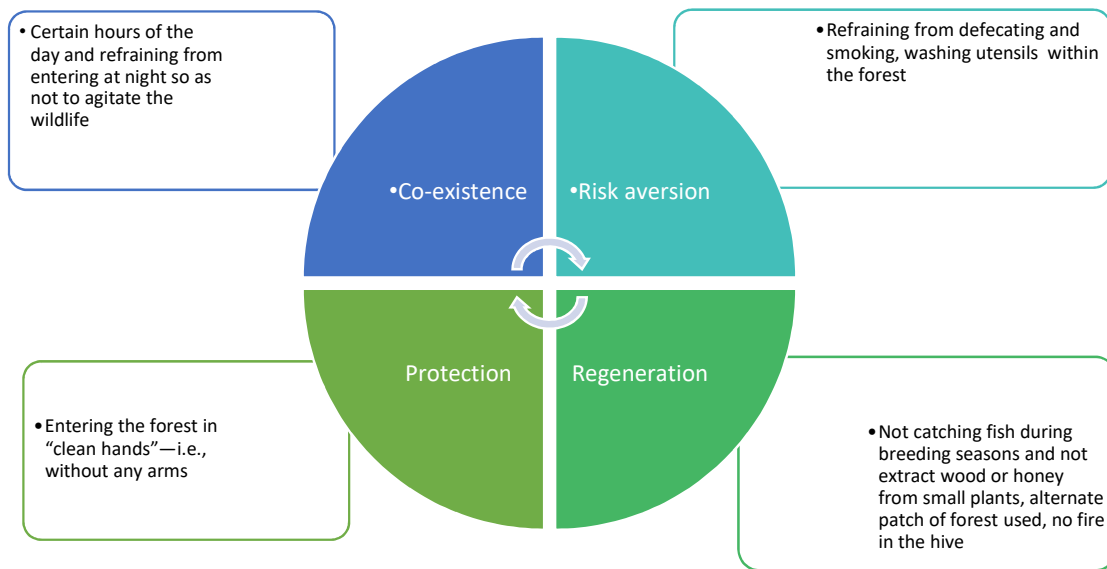 • Certain hours of the
day and refraining from
entering at night so as
not to agitate the
wildlife
•Refraining from defecating and
smoking, washing utensils within
the forest
•Co-existence
•Risk aversion
Protection
Regeneration
•Entering the forest in
“clean hands”—i.e.,
without any arms
•Not catching fish during
breeding seasons and not
extract wood or honey
from small plants, alternate
patch of forest used, no fire
in the hive